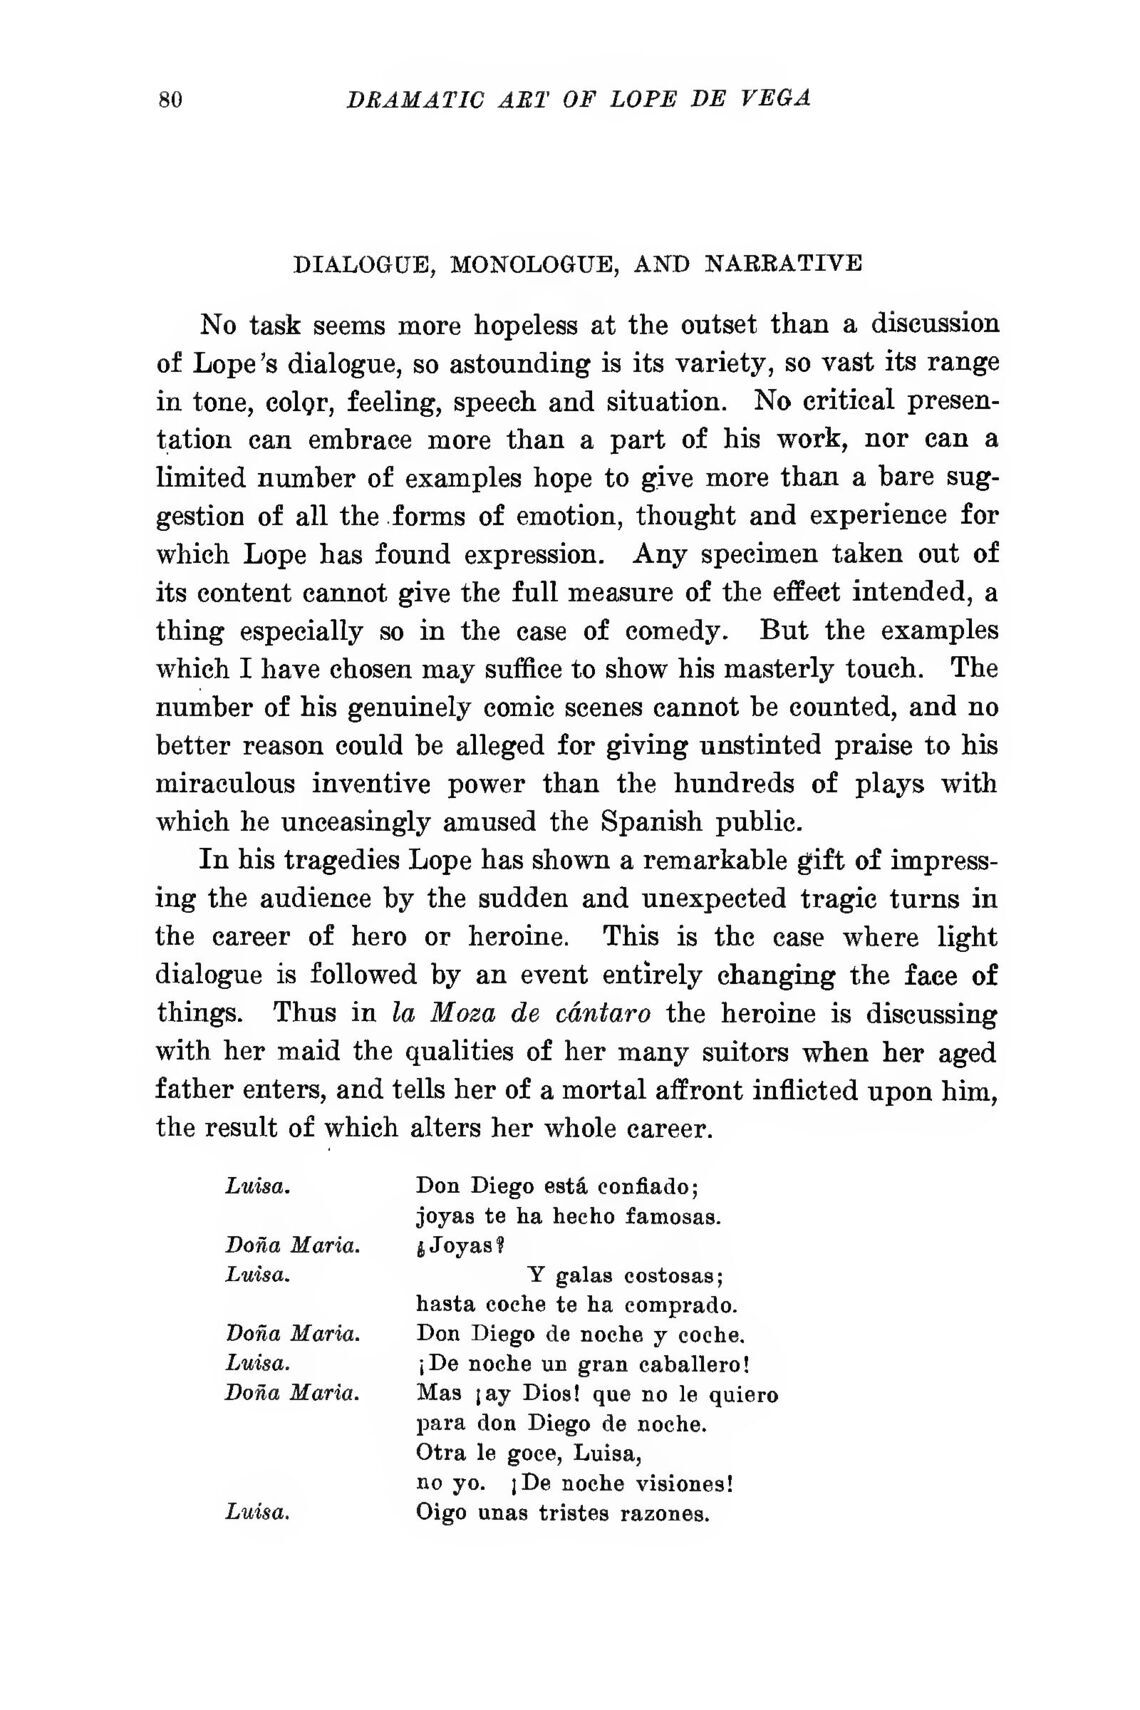 80 DRAMATIC ART OF LOPE DE VEGA
DIALOGUE, MONOLOGUE, AND NARRATIVE
No task seems more hopeless at the outset than a discussion
of Lope's dialogue, so astounding is its variety, so vast its range
in tone, color, feeling, speech and situation. No critical presen-
tation can embrace more than a part of his work, nor can a
limited number of examples hope to give more than a bare sug-
gestion of all the forms of emotion, thought and experience for
which Lope has found expression. Any specimen taken out of
its content cannot give the full measure of the effect intended, a
thing especially so in the case of comedy. But the examples
which I have chosen may suffice to show his masterly touch. The
number of his genuinely comic scenes cannot be counted, and no
better reason could be alleged for giving unstinted praise to his
miraculous inventive power than the hundreds of plays with
which he unceasingly amused the Spanish public.
In his tragedies Lope has shown a remarkable gift of impress-
ing the audience by the sudden and unexpected tragic turns in
the career of hero or heroine. This is the case where light
dialogue is followed by an event entirely changing the face of
things. Thus in la Moza de cántaro the heroine is discussing
with her maid the qualities of her many suitors when her aged
father enters, and tells her of a mortal affront inflicted upon him,
the result of which alters her whole career.
Luisa. Don Diego está confiado;
joyas te ha hecho famosas.
Doña Maria. ¿Joyas?
Luisa. Y galas costosas;
hasta coche te ha comprado.
Doña Maria. Don Diego de noche y coche.
Luisa. ¡De noche un gran caballero!
Doña Maria. Mas ¡ay Dios! que no le quiero
para don Diego de noche.
Otra le goce, Luisa,
no yo. ¡De noche visiones!
Luisa. Oigo unas tristes razones.